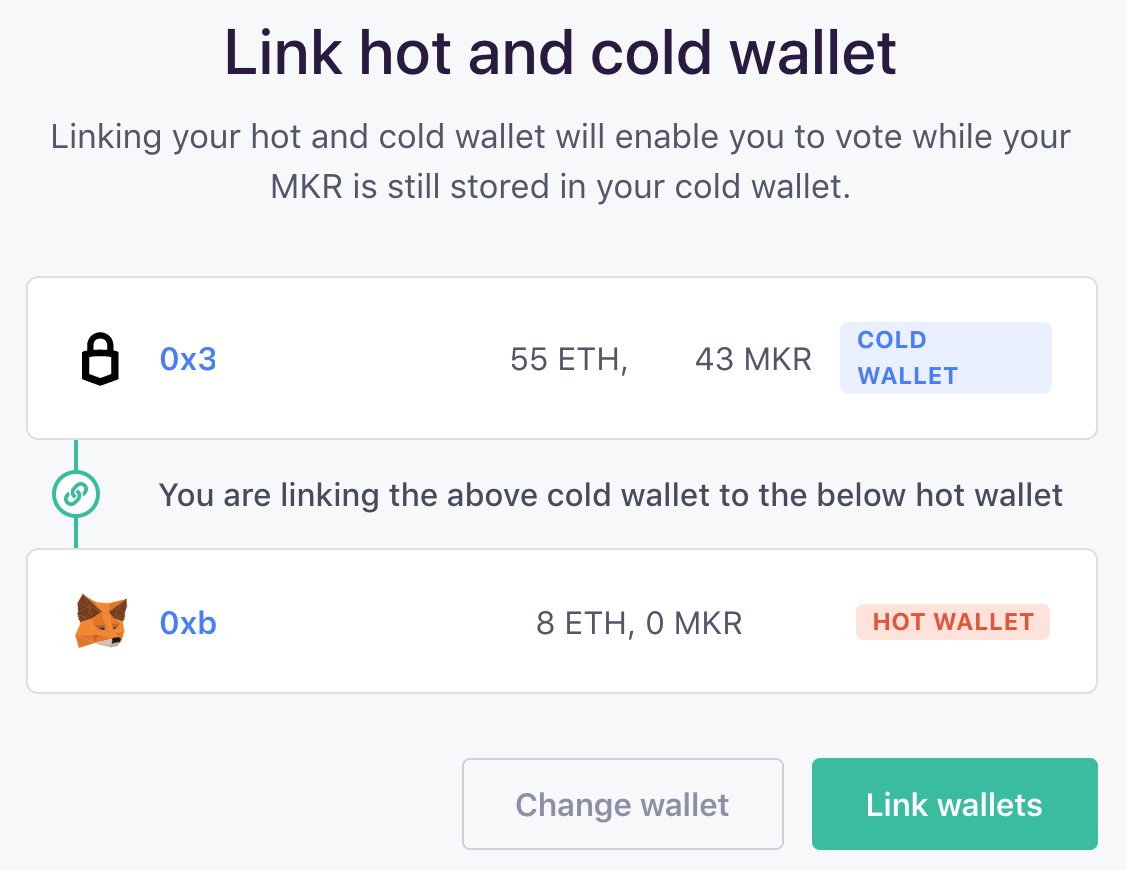 Link hot and cold wallet
Linking your hot and cold wallet will enable you to vote while your
MKR is still stored in your cold wallet.
0x3 55 ETH, 43 MKR COLD
WALLET
You are linking the above cold wallet to the below hot wallet
0xb 8 ETH, 0 MKR HOT WALLET
Change wallet Link wallets